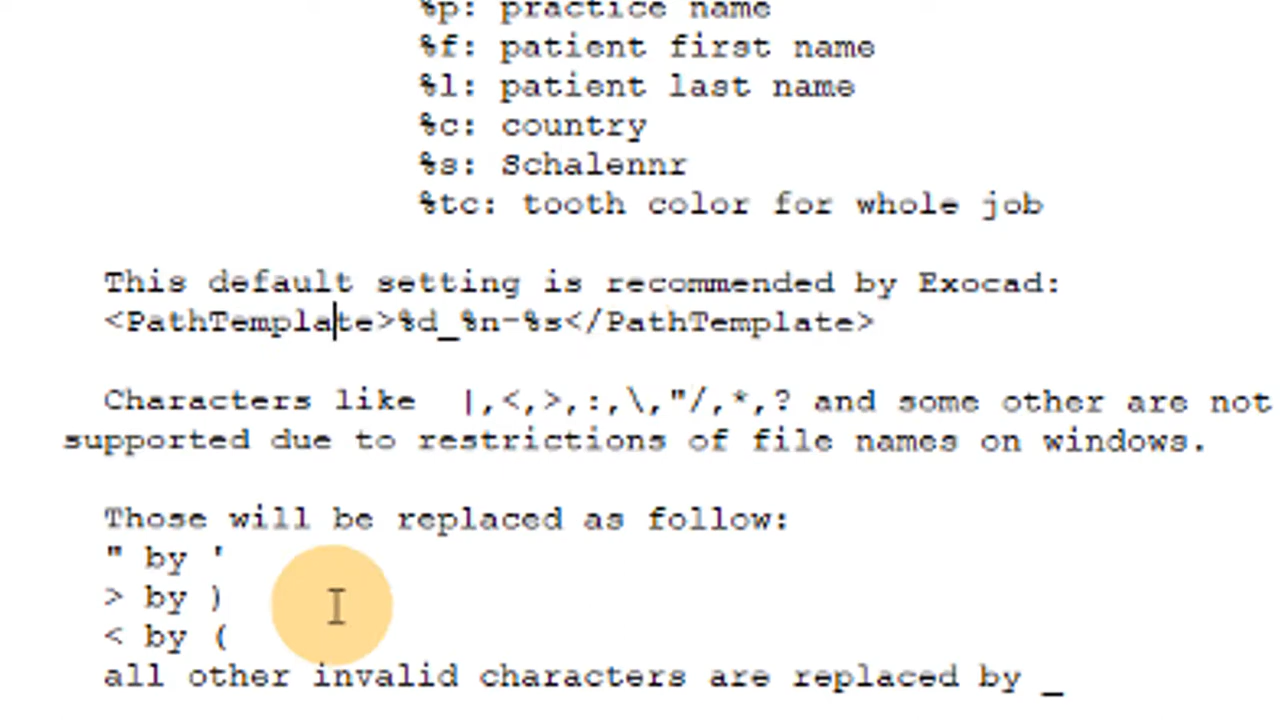 %p: practice name
%f: patient first name
%l: patient last name
%c: country
%s: Schalennr
%tc: tooth color for whole job
This default setting is recommended by Exocad:
<PathTemplate>%d_%n-%s</PathTemplate>
Characters like  |,<,>,:,\,"/,*,? and some other are not
supported due to restrictions of file names on windows.
Those will be replaced as follow:
" by '
> by )
< by (
all other invalid characters are replaced by _